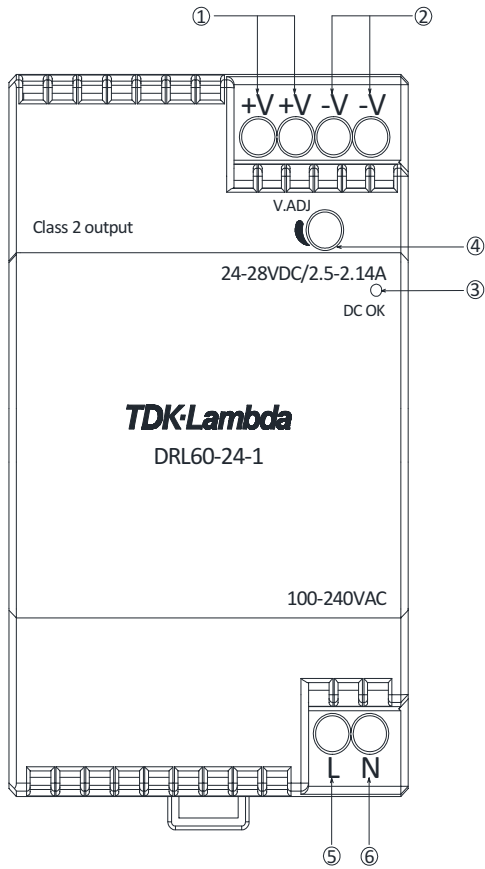 ① ②
+V +V -V -V
V.ADJ
Class 2 output
④
24-28VDC/2.5-2.14A
③
DC OK
TDK·Lambda
DRL60-24-1
100-240VAC
L N
⑤ ⑥